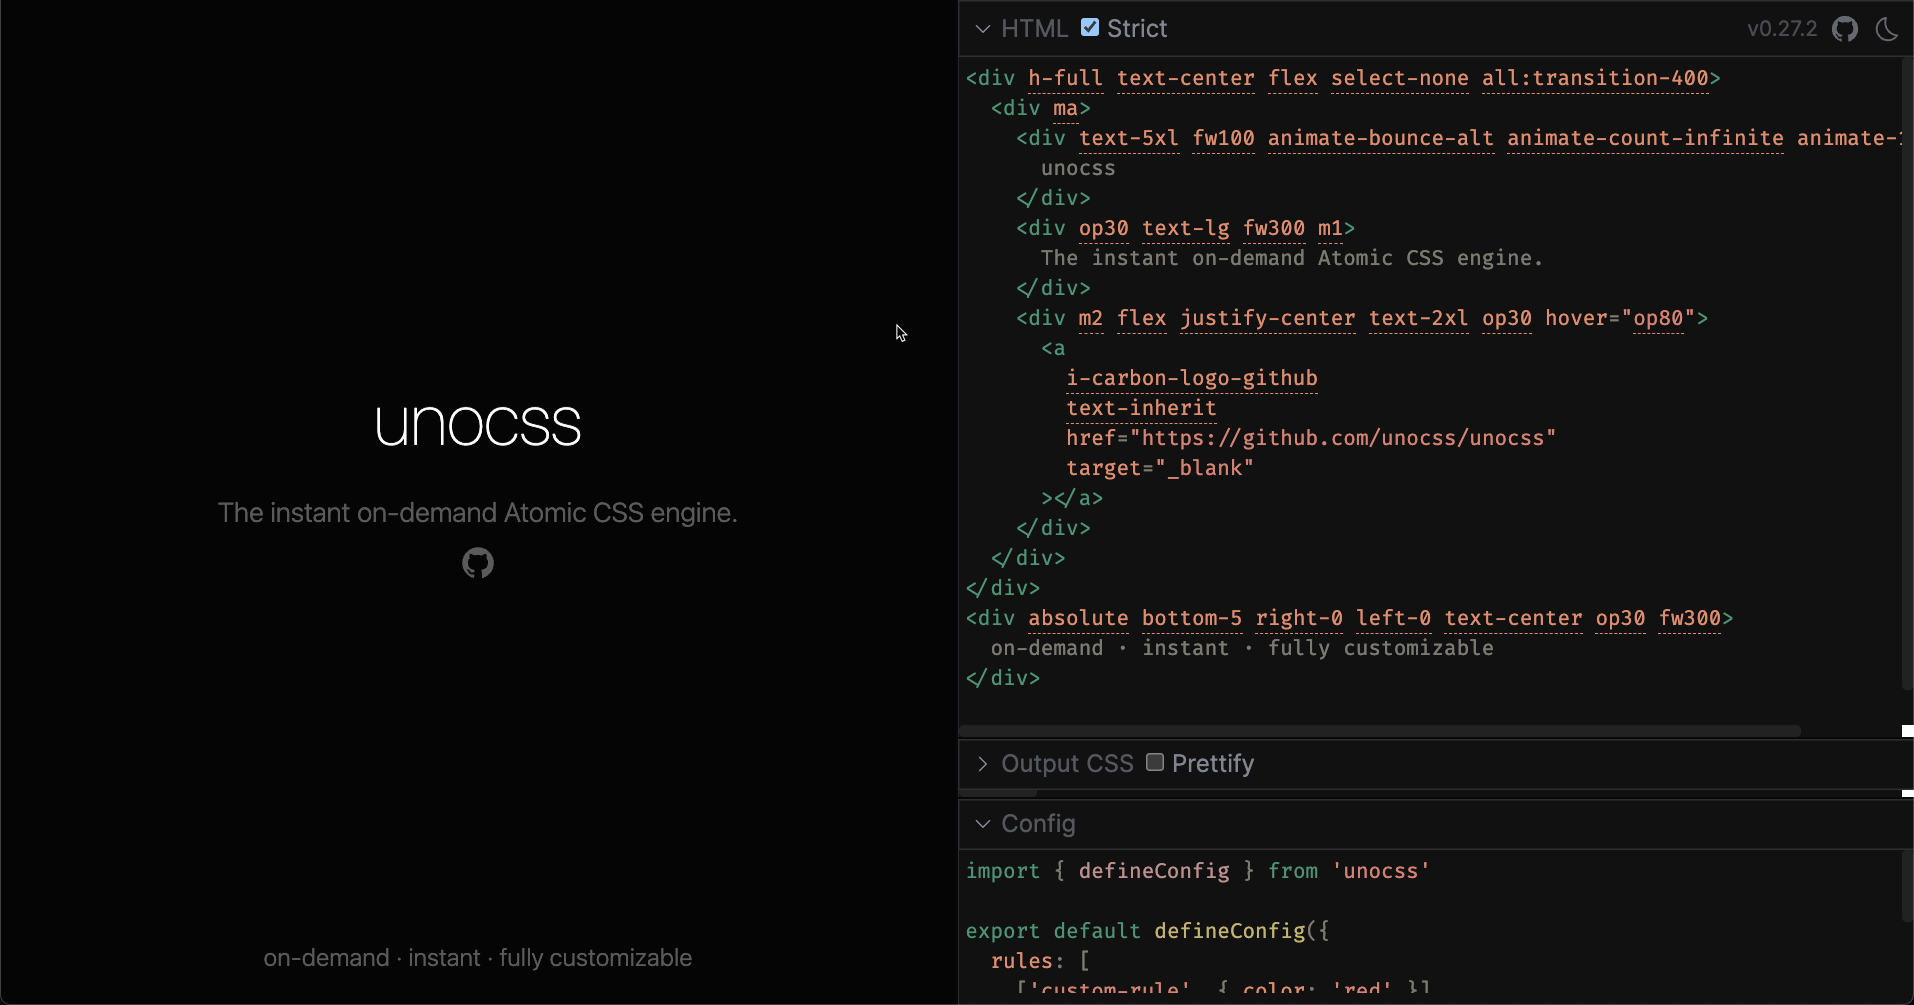 unocss
The instant on-demand Atomic CSS engine.
on-demand · instant · fully customizable
HTML Strict v0.27.2
<div h-full text-center flex select-none all:transition-400>
<div ma>
<div text-5xl fw100 animate-bounce-alt animate-count-infinite animate-1
unocss
</div>
<div op30 text-lg fw300 m1>
The instant on-demand Atomic CSS engine.
</div>
<div m2 flex justify-center text-2xl op30 hover="op80">
<a
i-carbon-logo-github
text-inherit
href="https://github.com/unocss/unocss"
target="_blank"
></a>
</div>
</div>
</div>
<div absolute bottom-5 right-0 left-0 text-center op30 fw300>
on-demand · instant · fully customizable
</div>
Output CSS Prettify
Config
import { defineConfig } from 'unocss'
export default defineConfig({
rules: [
['custom-rule', { color: 'red' }]